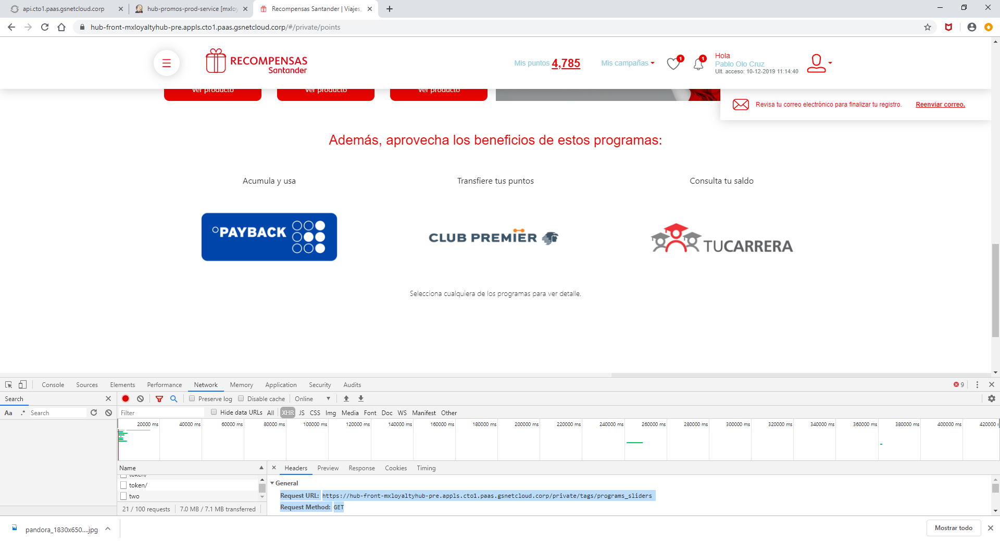 api.cto1.paas.gsnetcloud.corp
hub-promos-prod-service [mxloy
Recompensas Santander | Viajes,
hub-front-mxloyaltyhub-pre.appls.cto1.paas.gsnetcloud.corp/#/private/points
RECOMPENSAS
Santander
Mis puntos 4,785
Mis campañas
1
1
Hola
Pablo Olo Cruz
Ult. acceso: 10-12-2019 11:14:40
Ver producto
Ver producto
Ver producto
Revisa tu correo electrónico para finalizar tu registro. Reenviar correo.
Además, aprovecha los beneficios de estos programas:
Acumula y usa
Transfiere tus puntos
Consulta tu saldo
PAYBACK
CLUB PREMIER
TUCARRERA
Selecciona cualquiera de los programas para ver detalle.
Console Sources Elements Performance Network Memory Application Security Audits 9
Search
Preserve log Disable cache Online
Aa .* Search
Filter Hide data URLs All XHR JS CSS Img Media Font Doc WS Manifest Other
20000 ms 40000 ms 60000 ms 80000 ms 100000 ms 120000 ms 140000 ms 160000 ms 180000 ms 200000 ms 220000 ms 240000 ms 260000 ms 280000 ms 300000 ms 320000 ms 340000 ms 360000 ms 380000 ms 400000 ms 420000
Name
Headers Preview Response Cookies Timing
token/
token/
two
General
Request URL: https://hub-front-mxloyaltyhub-pre.appls.cto1.paas.gsnetcloud.corp/private/tags/programs_sliders
Request Method: GET
21 / 100 requests 7.0 MB / 7.1 MB transferred
pandora_1830x650....jpg
Mostrar todo